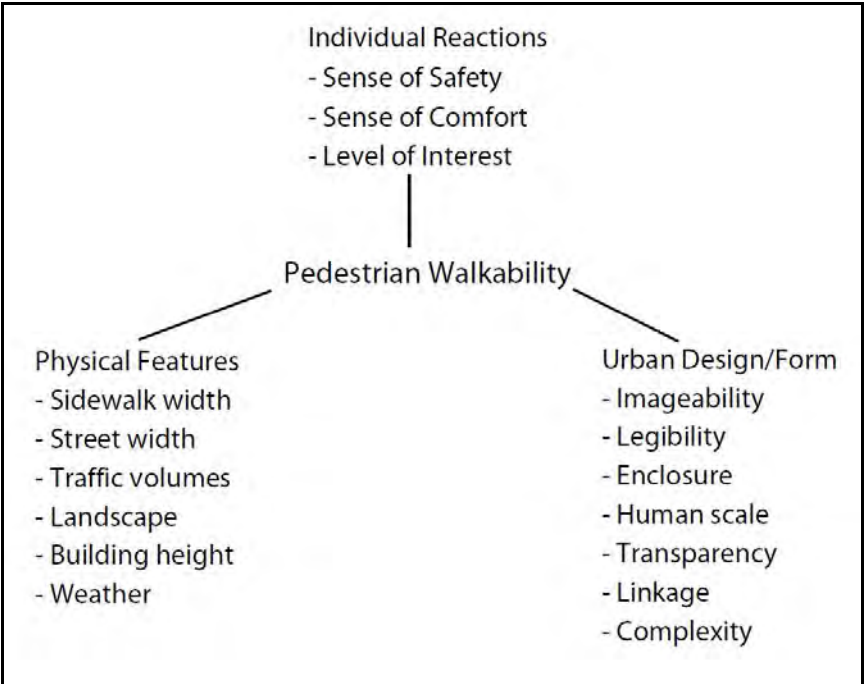 Individual Reactions
- Sense of Safety
- Sense of Comfort
- Level of Interest
Pedestrian Walkability
Physical Features
- Sidewalk width
- Street width
- Traffic volumes
- Landscape
- Building height
- Weather
Urban Design/Form
- Imageability
- Legibility
- Enclosure
- Human scale
- Transparency
- Linkage
- Complexity